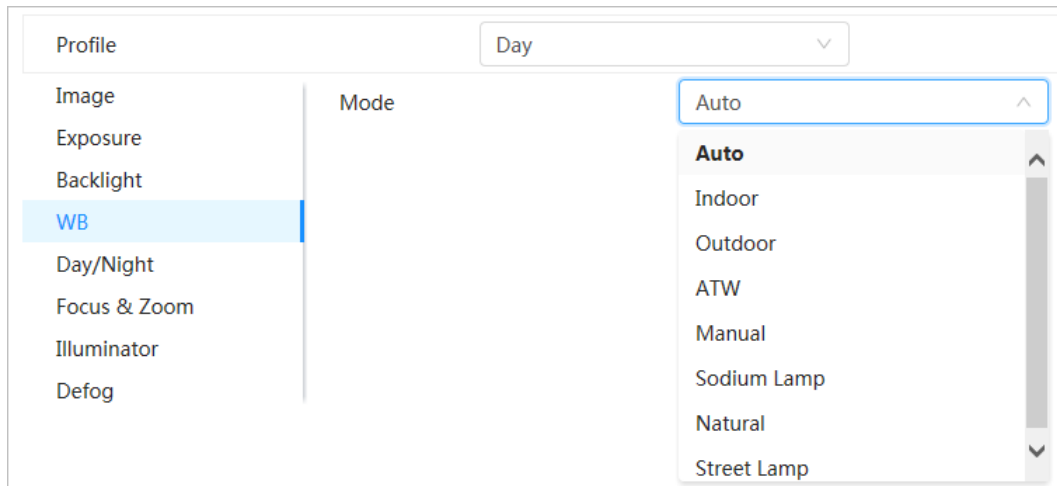 Profile
Day
Image
Mode
Auto
Exposure
Auto
Backlight
Indoor
WB
Outdoor
Day/Night
ATW
Focus & Zoom
Manual
Illuminator
Sodium Lamp
Defog
Natural
Street Lamp